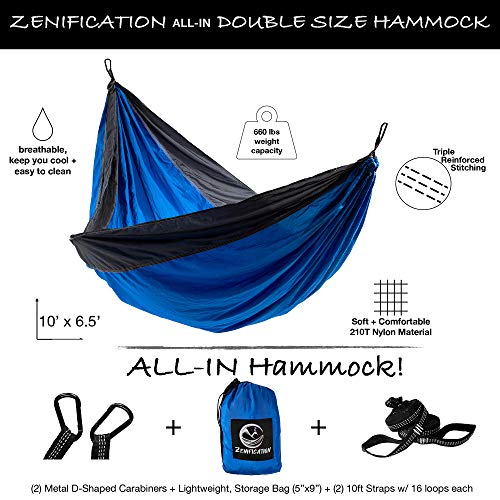 ZENIFICATION ALL-IN DOUBLE SIZE HAMMOCK
breathable,
keep you cool +
easy to clean
660 lbs
weight
capacity
Triple
Reinforced
Stitching
10' x 6.5'
Soft + Comfortable
210T Nylon Material
ALL-IN Hammock!
+
+
ZENIFICATION
(2) Metal D-Shaped Carabiners + Lightweight, Storage Bag (5"x9") + (2) 10ft Straps w/ 16 loops each